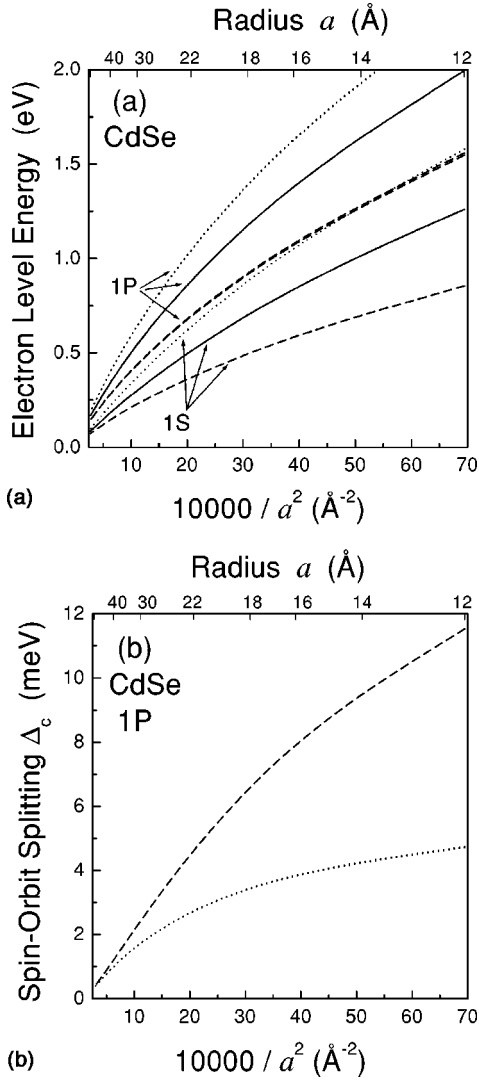 Radius a (Å)
40 30 22 18 16 14 12
2.0
(a)
CdSe
1.5
1.0
1P
0.5
1S
0.0
Electron Level Energy (eV)
10 20 30 40 50 60 70
(a)
10000 / a² (Å⁻²)
Radius a (Å)
40 30 22 18 16 14 12
12
(b)
CdSe
1P
10
8
6
4
2
0
Spin-Orbit Splitting Δc (meV)
10 20 30 40 50 60 70
(b)
10000 / a² (Å⁻²)